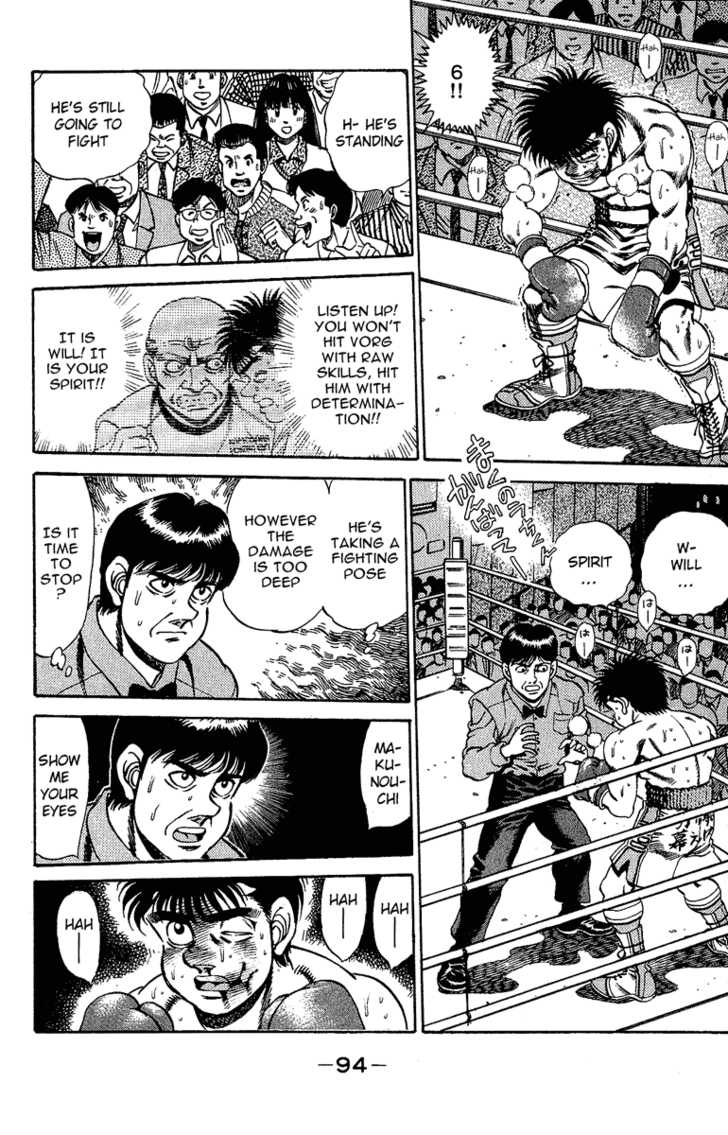 Hah
—
6
!!
Hah
—
Hah
—
H- HE'S
STANDING
HE'S STILL
GOING TO
FIGHT
LISTEN UP!
YOU WON'T
HIT VORG
WITH RAW
SKILLS, HIT
HIM WITH
DETERMINA-
TION!!
IT IS
WILL! IT
IS YOUR
SPIRIT!!
W-
WILL
...
SPIRIT
...
は
は
は
HE'S
TAKING A
FIGHTING
POSE
HOWEVER
THE
DAMAGE
IS TOO
DEEP
IS IT
TIME
TO
STOP
?
MA-
KU-
NOU-
CHI
SHOW
ME
YOUR
EYES
HAH
—
HAH
—
HAH
—
—94—